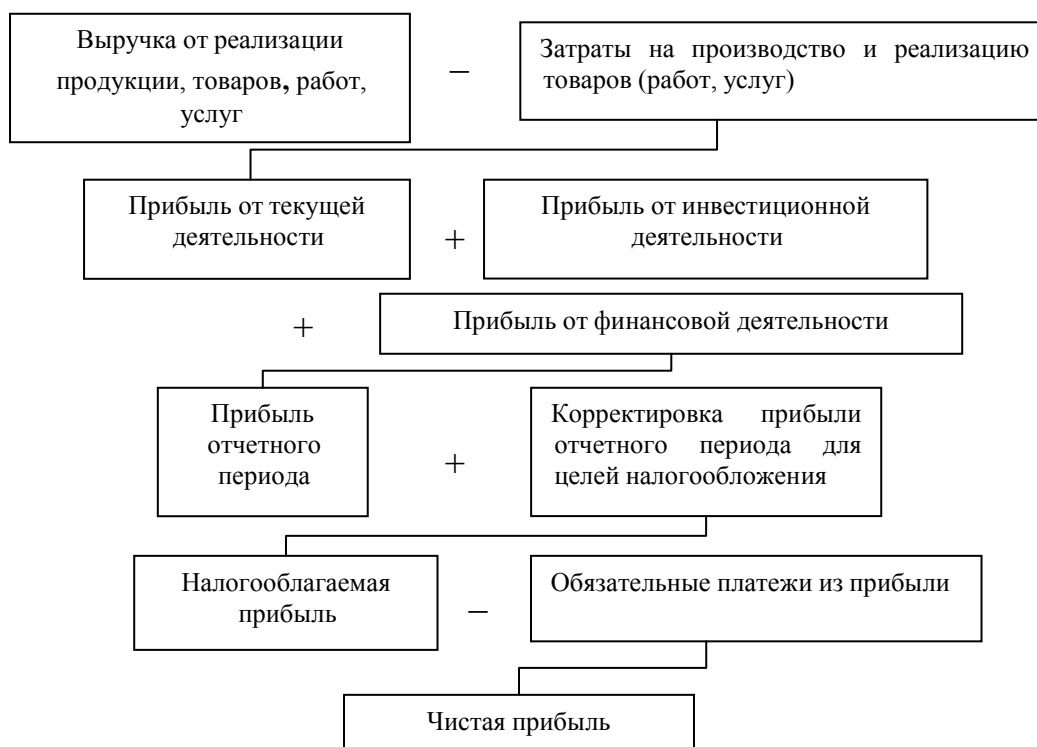 Выручка от реализации
продукции, товаров, работ,
услуг
–
Затраты на производство и реализацию
товаров (работ, услуг)
Прибыль от текущей
деятельности
+
Прибыль от инвестиционной
деятельности
+
Прибыль от финансовой деятельности
Прибыль
отчетного
периода
+
Корректировка прибыли
отчетного периода для
целей налогообложения
Налогооблагаемая
прибыль
–
Обязательные платежи из прибыли
Чистая прибыль